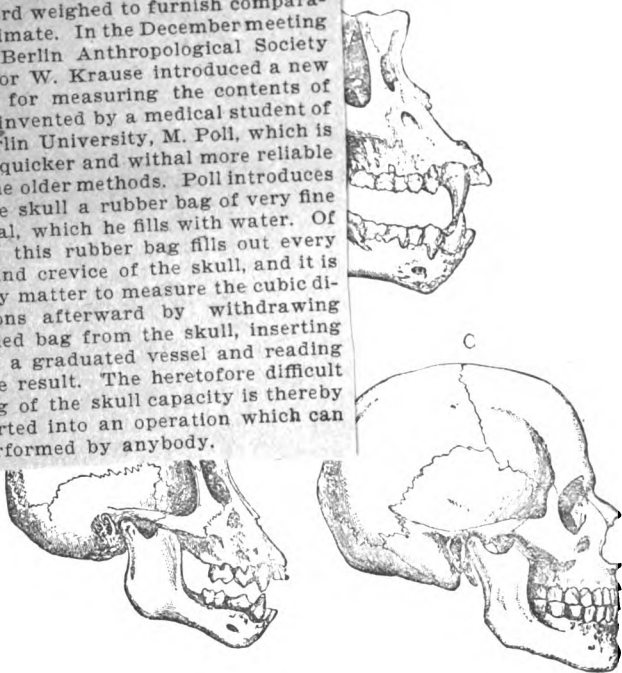 rd weighed to furnish compara-
imate. In the December meeting
Berlin Anthropological Society
or W. Krause introduced a new
for measuring the contents of
invented by a medical student of
rlin University, M. Poll, which is
quicker and withal more reliable
e older methods. Poll introduces
e skull a rubber bag of very fine
al, which he fills with water. Of
this rubber bag fills out every
nd crevice of the skull, and it is
y matter to measure the cubic di-
ons afterward by withdrawing
ed bag from the skull, inserting
a graduated vessel and reading
e result. The heretofore difficult
g of the skull capacity is thereby
rted into an operation which can
rformed by anybody.
C